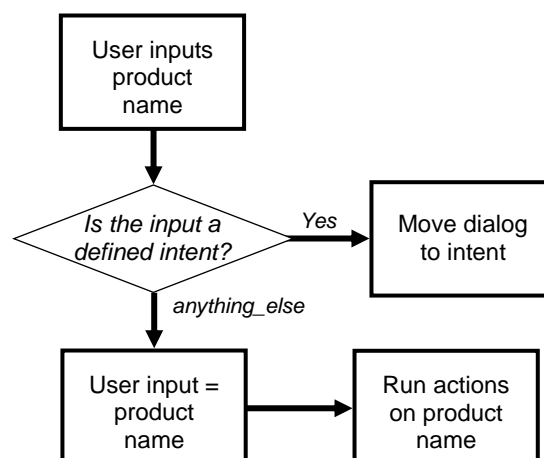 User inputs
product
name
Is the input a
defined intent?
Yes
Move dialog
to intent
anything_else
User input =
product
name
Run actions
on product
name